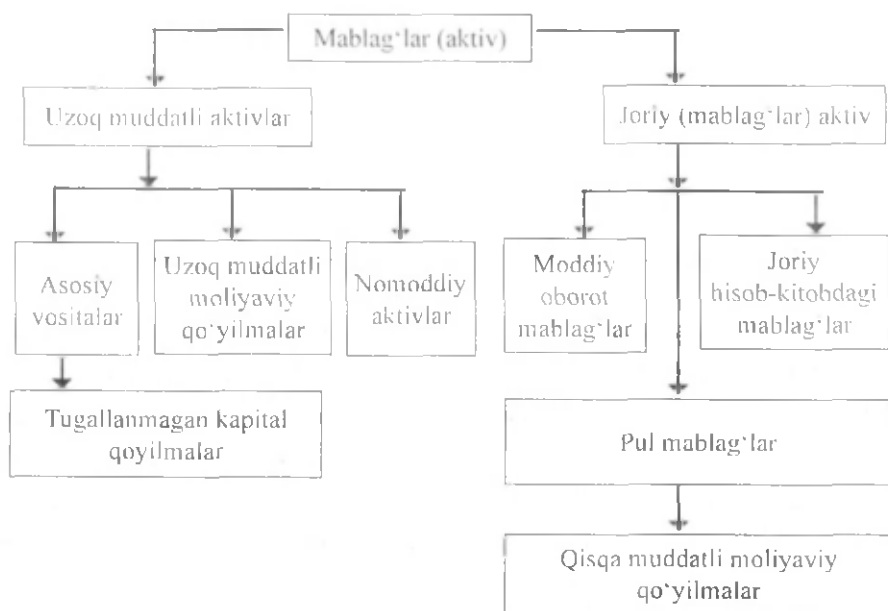 Mablag‘lar (aktiv)
Uzoq muddatli aktivlar
Joriy (mablag‘lar) aktiv
Asosiy
vositalar
Uzoq muddatli
moliyaviy
qo‘yilmalar
Nomoddiy
aktivlar
Moddiy
oborot
mablag‘lar
Joriy
hisob-kitobdagi
mablag‘lar
Tugallanmagan kapital
qoyilmalar
Pul mablag‘lar
Qisqa muddatli moliyaviy
qo‘yilmalar